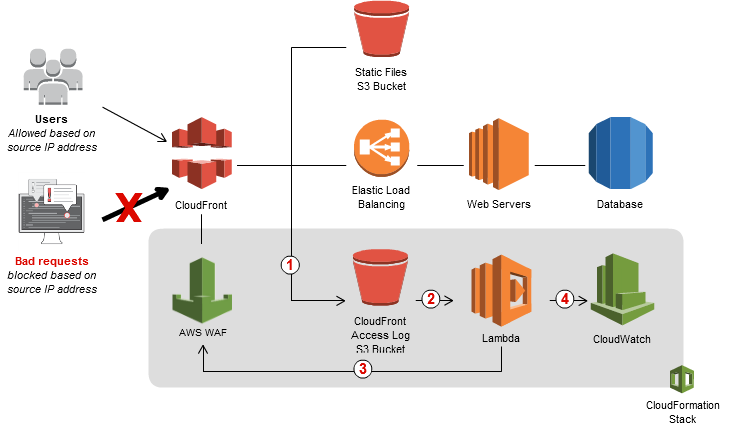 Static Files
S3 Bucket
Users
Allowed based on
source IP address
CloudFront
Elastic Load
Balancing
Web Servers
Database
X
Bad requests
blocked based on
source IP address
1
AWS WAF
CloudFront
Access Log
S3 Bucket
2
Lambda
4
CloudWatch
3
CloudFormation
Stack